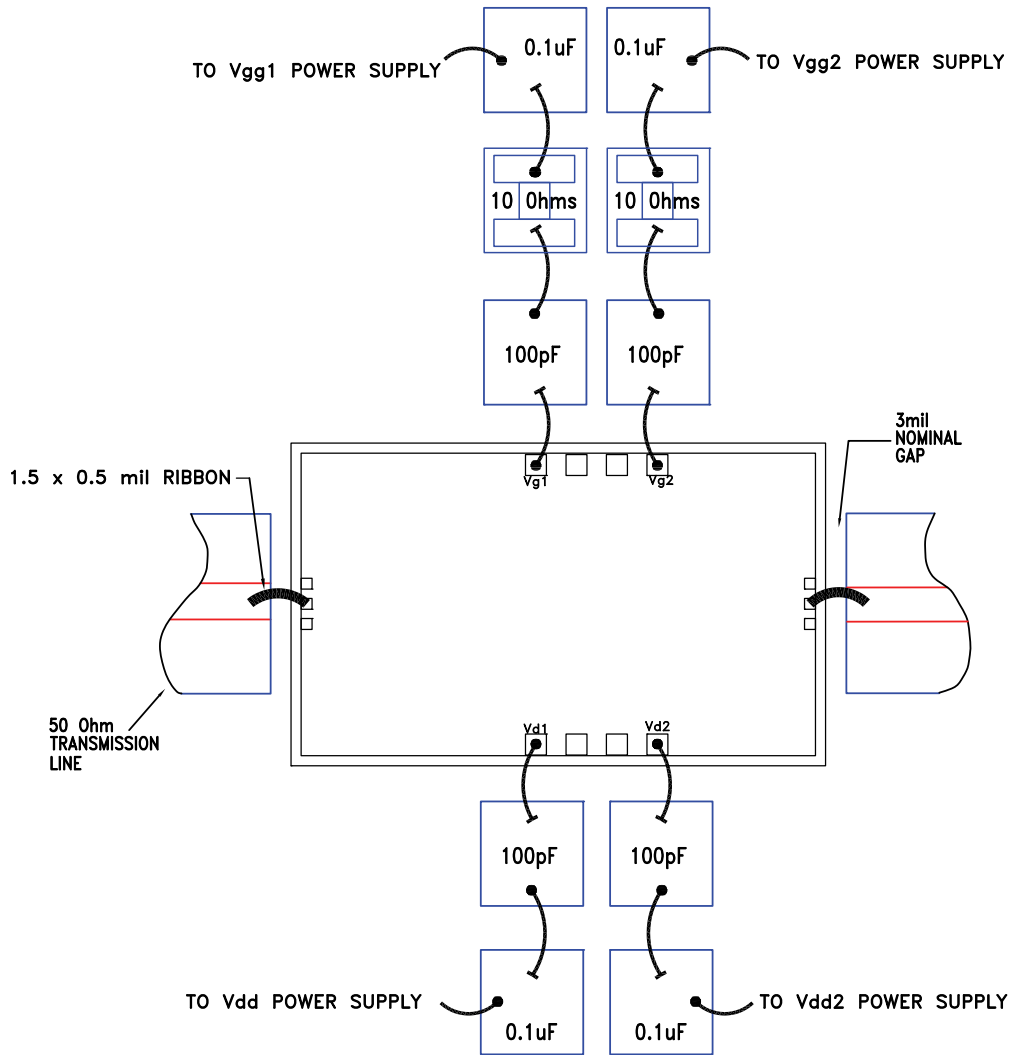 0.1uF
0.1uF
TO Vgg1 POWER SUPPLY
TO Vgg2 POWER SUPPLY
10 Ohms
10 Ohms
100pF
100pF
3mil
NOMINAL
GAP
1.5 x 0.5 mil RIBBON
Vg1
Vg2
50 Ohm
TRANSMISSION
LINE
Vd1
Vd2
100pF
100pF
TO Vdd POWER SUPPLY
TO Vdd2 POWER SUPPLY
0.1uF
0.1uF